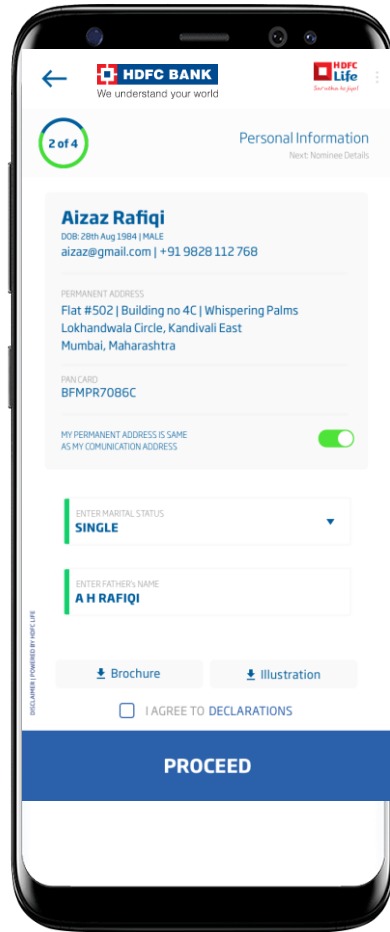 HDFC BANK
We understand your world
HDFC
Life
Sar utha ke jiyo!
2 of 4
Personal Information
Next: Nominee Details
Aizaz Rafiqi
DOB: 28th Aug 1984 | MALE
aizaz@gmail.com | +91 9828 112 768
PERMANENT ADDRESS
Flat #502 | Building no 4C | Whispering Palms
Lokhandwala Circle, Kandivali East
Mumbai, Maharashtra
PAN CARD
BFMPR7086C
MY PERMANENT ADDRESS IS SAME
AS MY COMUNICATION ADDRESS
ENTER MARITAL STATUS
SINGLE
ENTER FATHER's NAME
A H RAFIQI
DISCLAIMER | POWERED BY HDFC LIFE
Brochure
Illustration
I AGREE TO DECLARATIONS
PROCEED